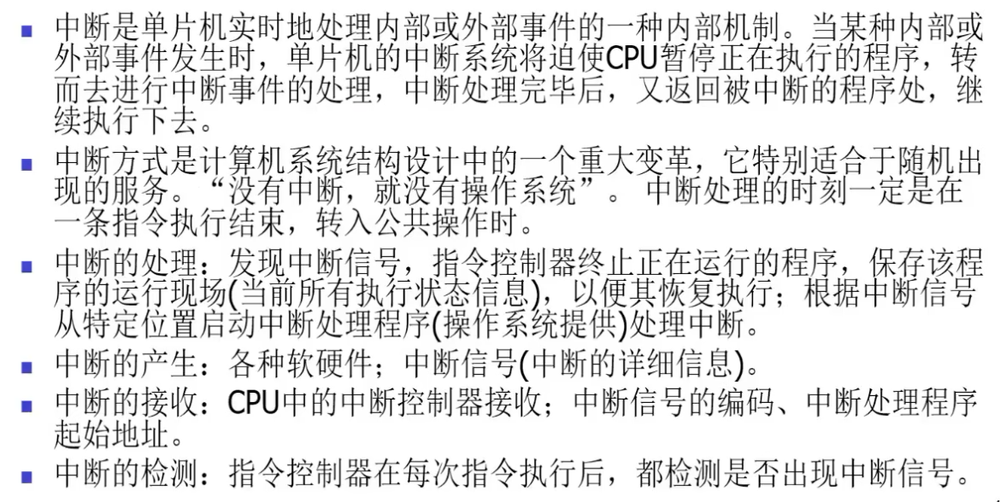 中断是单片机实时地处理内部或外部事件的一种内部机制。当某种内部或
外部事件发生时，单片机的中断系统将迫使CPU暂停正在执行的程序，转
而去进行中断事件的处理，中断处理完毕后，又返回被中断的程序处，继
续执行下去。
中断方式是计算机系统结构设计中的一个重大变革，它特别适合于随机出
现的服务。“没有中断，就没有操作系统”。 中断处理的时刻一定是在
一条指令执行结束，转入公共操作时。
中断的处理：发现中断信号，指令控制器终止正在运行的程序，保存该程
序的运行现场(当前所有执行状态信息)，以便其恢复执行；根据中断信号
从特定位置启动中断处理程序(操作系统提供)处理中断。
中断的产生：各种软硬件；中断信号(中断的详细信息)。
中断的接收：CPU中的中断控制器接收；中断信号的编码、中断处理程序
起始地址。
中断的检测：指令控制器在每次指令执行后，都检测是否出现中断信号。